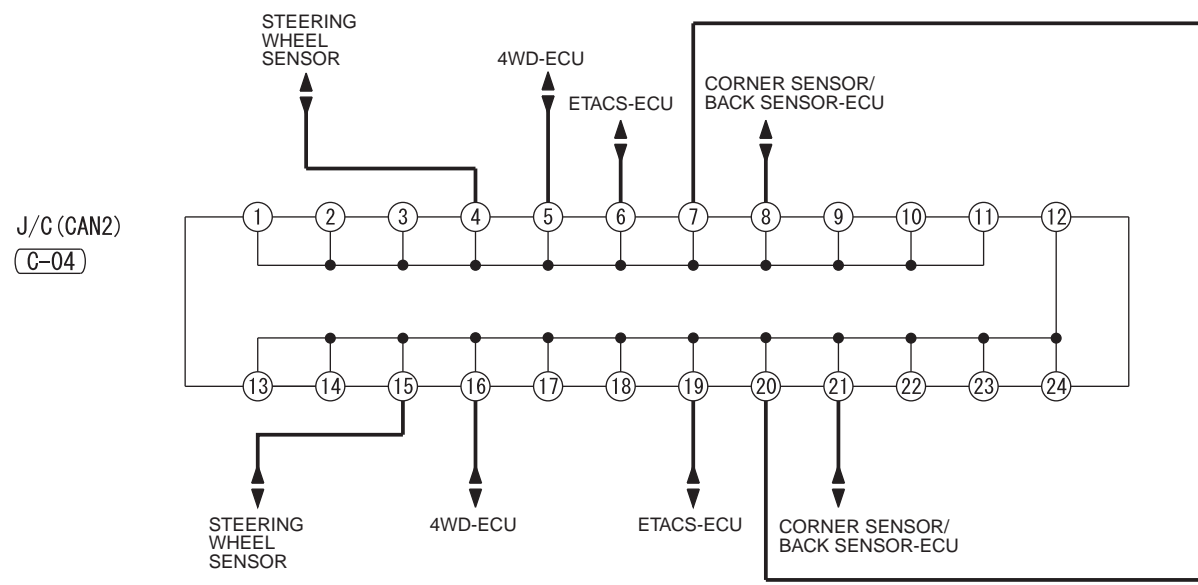 STEERING
WHEEL
SENSOR
4WD-ECU
ETACS-ECU
CORNER SENSOR/
BACK SENSOR-ECU
J/C(CAN2)
C-04
1 2 3 4 5 6 7 8 9 10 11 12
13 14 15 16 17 18 19 20 21 22 23 24
STEERING
WHEEL
SENSOR
4WD-ECU
ETACS-ECU
CORNER SENSOR/
BACK SENSOR-ECU